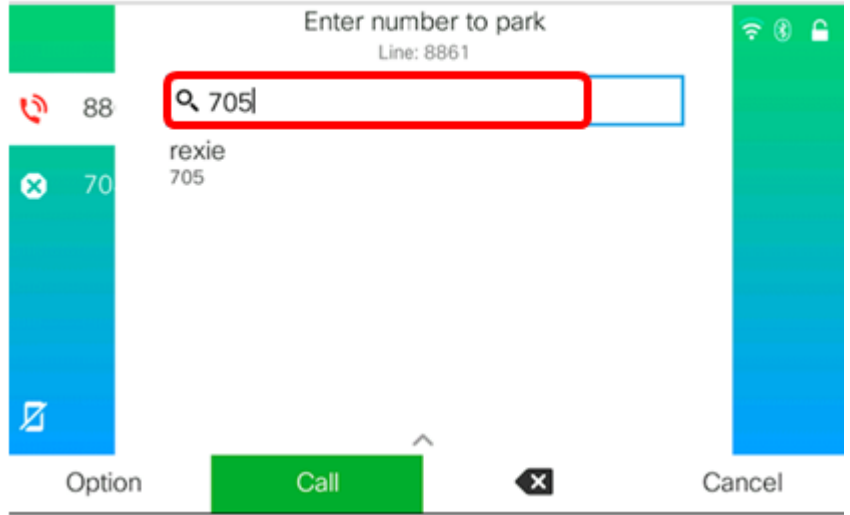 Enter number to park
Line: 8861
705
88
rexie
705
70
Option
Call
Cancel